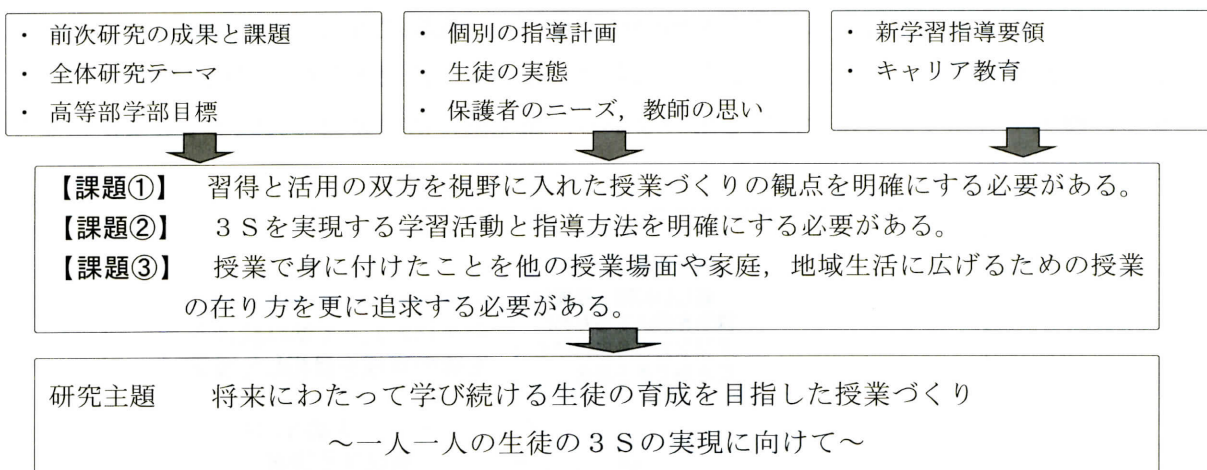 ・ 前次研究の成果と課題
・ 全体研究テーマ
・ 高等部学部目標
・ 個別の指導計画
・ 生徒の実態
・ 保護者のニーズ，教師の思い
・ 新学習指導要領
・ キャリア教育
【課題①】 習得と活用の双方を視野に入れた授業づくりの観点を明確にする必要がある。
【課題②】 ３Ｓを実現する学習活動と指導方法を明確にする必要がある。
【課題③】 授業で身に付けたことを他の授業場面や家庭，地域生活に広げるための授業
の在り方を更に追求する必要がある。
研究主題 将来にわたって学び続ける生徒の育成を目指した授業づくり
～一人一人の生徒の３Ｓの実現に向けて～